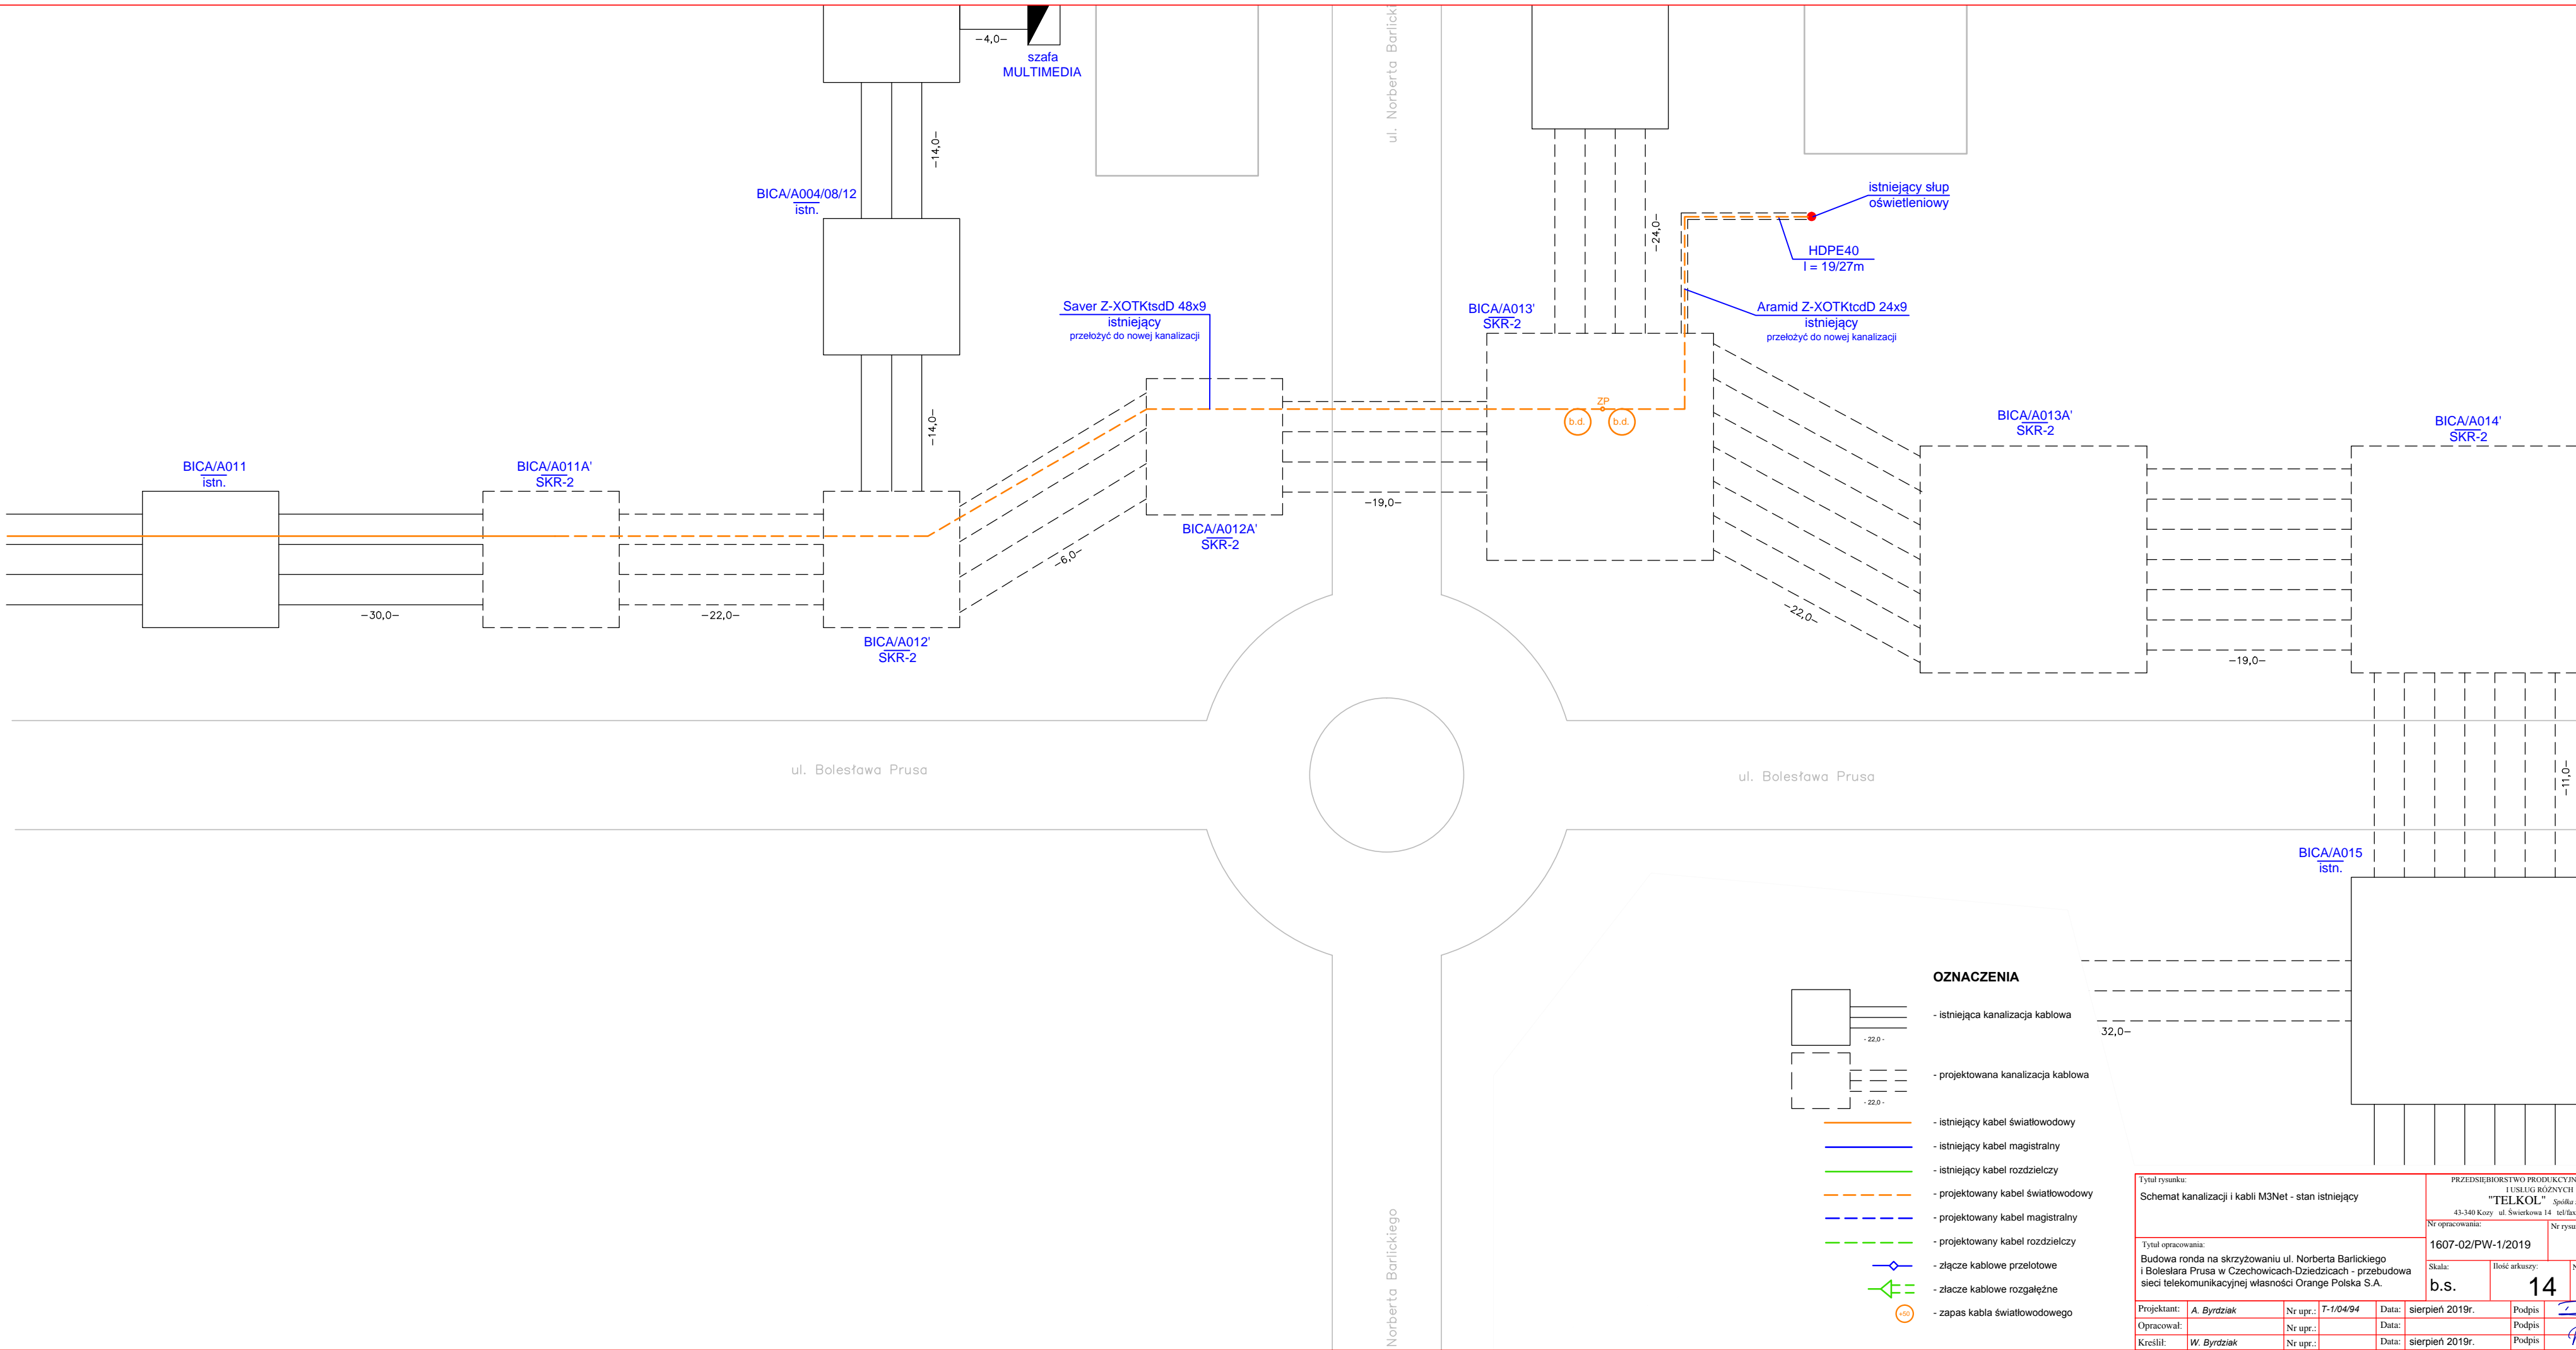 -4,0-
szafa
MULTIMEDIA
ul. Norberta Barlicki
-14,0-
BICA/A004/08/12
istn.
-24,0-
istniejący słup
oświetleniowy
HDPE40
l = 19/27m
Saver Z-XOTKtsdD 48x9
istniejący
przełożyć do nowej kanalizacji
BICA/A013'
SKR-2
Aramid Z-XOTKtcdD 24x9
istniejący
przełożyć do nowej kanalizacji
-14,0-
ZP
b.d.
b.d.
BICA/A013A'
SKR-2
BICA/A014'
SKR-2
BICA/A011
istn.
BICA/A011A'
SKR-2
-19,0-
BICA/A012A'
SKR-2
-6,0-
-30,0-
-22,0-
-22,0-
BICA/A012'
SKR-2
-19,0-
ul. Bolesława Prusa
ul. Bolesława Prusa
-11,0-
BICA/A015
istn.
OZNACZENIA
- istniejąca kanalizacja kablowa
- 22,0 -
32,0-
- projektowana kanalizacja kablowa
- 22,0 -
- istniejący kabel światłowodowy
- istniejący kabel magistralny
- istniejący kabel rozdzielczy
- projektowany kabel światłowodowy
- projektowany kabel magistralny
- projektowany kabel rozdzielczy
- złącze kablowe przelotowe
- złacze kablowe rozgałęźne
- zapas kabla światłowodowego
Norberta Barlickiego
Tytuł rysunku:
Schemat kanalizacji i kabli M3Net - stan istniejący
PRZEDSIĘBIORSTWO PRODUKCYJN
I USŁUG RÓŻNYCH
"TELKOL" Spółka
43-340 Kozy ul. Świerkowa 14 tel/fax
Nr opracowania:
Nr rysu
1607-02/PW-1/2019
Tytuł opracowania:
Budowa ronda na skrzyżowaniu ul. Norberta Barlickiego
i Bolesłara Prusa w Czechowicach-Dziedzicach - przebudowa
sieci telekomunikacyjnej własności Orange Polska S.A.
Skala:
b.s.
Ilość arkuszy:
14
Projektant: A. Byrdziak Nr upr.: T-1/04/94 Data: sierpień 2019r. Podpis
Opracował: Nr upr.: Data: Podpis
Kreślił: W. Byrdziak Nr upr.: Data: sierpień 2019r. Podpis